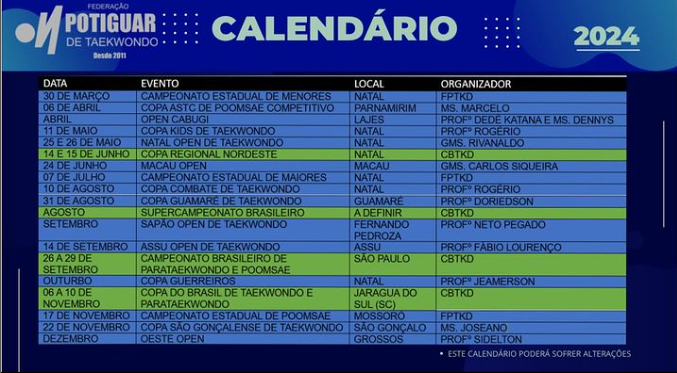 FEDERAÇÃO
POTIGUAR
DE TAEKWONDO
Desde 2011
CALENDÁRIO
2024
DATA EVENTO LOCAL ORGANIZADOR
30 DE MARÇO CAMPEONATO ESTADUAL DE MENORES NATAL FPTKD
06 DE ABRIL COPA ASTC DE POOMSAE COMPETITIVO PARNAMIRIM MS. MARCELO
ABRIL OPEN CABUGI LAJES PROFº DEDÉ KATANA E MS. DENNYS
11 DE MAIO COPA KIDS DE TAEKWONDO NATAL PROFº ROGÉRIO
25 E 26 DE MAIO NATAL OPEN DE TAEKWONDO NATAL GMS. RIVANALDO
14 E 15 DE JUNHO COPA REGIONAL NORDESTE NATAL CBTKD
24 DE JUNHO MACAU OPEN MACAU GMS. CARLOS SIQUEIRA
07 DE JULHO CAMPEONATO ESTADUAL DE MAIORES NATAL FPTKD
10 DE AGOSTO COPA COMBATE DE TAEKWONDO NATAL PROFº ROGÉRIO
31 DE AGOSTO COPA GUAMARÉ DE TAEKWONDO GUAMARÉ PROFº DORIEDSON
AGOSTO SUPERCAMPEONATO BRASILEIRO A DEFINIR CBTKD
SETEMBRO SAPÃO OPEN DE TAEKWONDO FERNANDO PROFº NETO PEGADO
PEDROZA
14 DE SETEMBRO ASSU OPEN DE TAEKWONDO ASSU PROFº FÁBIO LOURENÇO
26 A 29 DE CAMPEONATO BRASILEIRO DE SÃO PAULO CBTKD
SETEMBRO PARATAEKWONDO E POOMSAE
OUTUBRO COPA GUERREIROS NATAL PROFº JEAMERSON
06 A 10 DE COPA DO BRASIL DE TAEKWONDO E JARAGUA DO CBTKD
NOVEMBRO PARATAEKWONDO SUL (SC)
17 DE NOVEMBRO CAMPEONATO ESTADUAL DE POOMSAE MOSSORÓ FPTKD
22 DE NOVEMBRO COPA SÃO GONÇALENSE DE TAEKWONDO SÃO GONÇALO MS. JOSEANO
DEZEMBRO OESTE OPEN GROSSOS PROFº SIDELTON
• ESTE CALENDÁRIO PODERÁ SOFRER ALTERAÇÕES